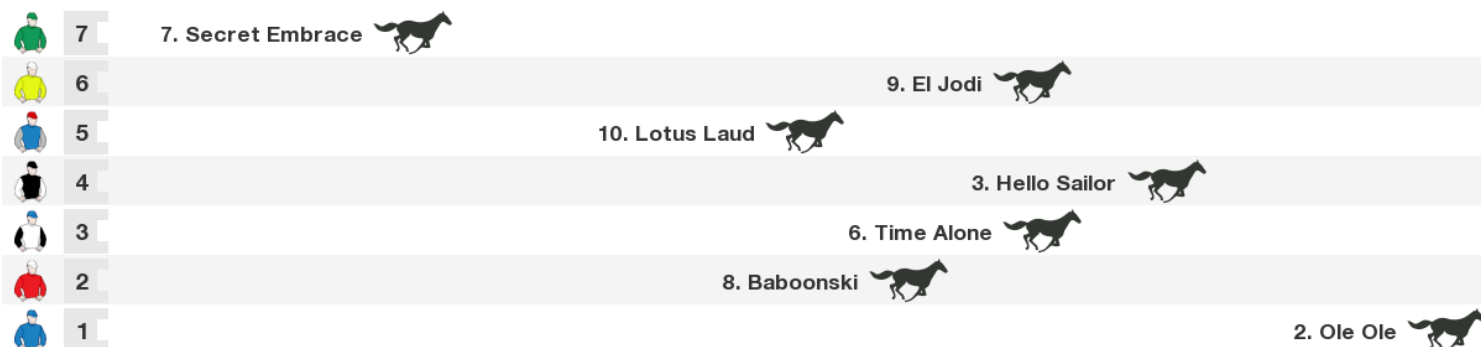 7 7. Secret Embrace
6 9. El Jodi
5 10. Lotus Laud
4 3. Hello Sailor
3 6. Time Alone
2 8. Baboonski
1 2. Ole Ole